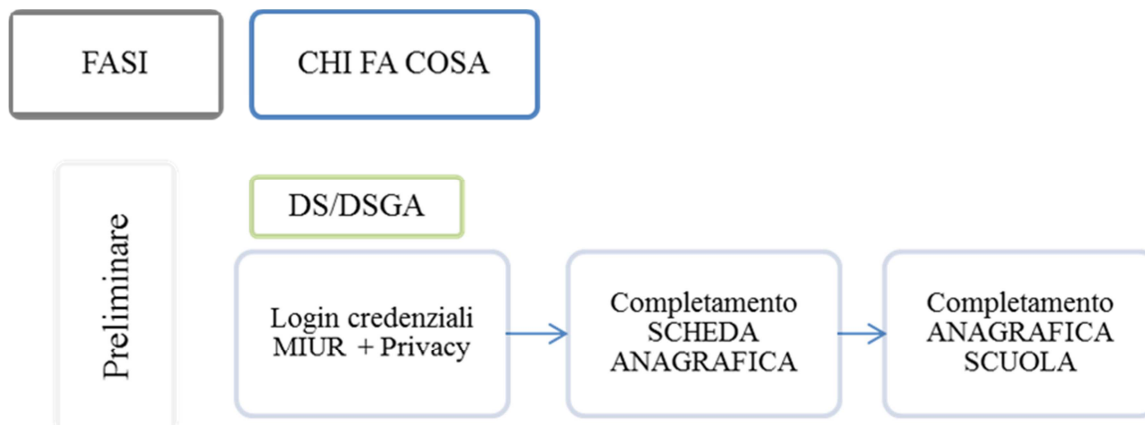 FASI
CHI FA COSA
Preliminare
DS/DSGA
Login credenziali
MIUR + Privacy
Completamento
SCHEDA
ANAGRAFICA
Completamento
ANAGRAFICA
SCUOLA